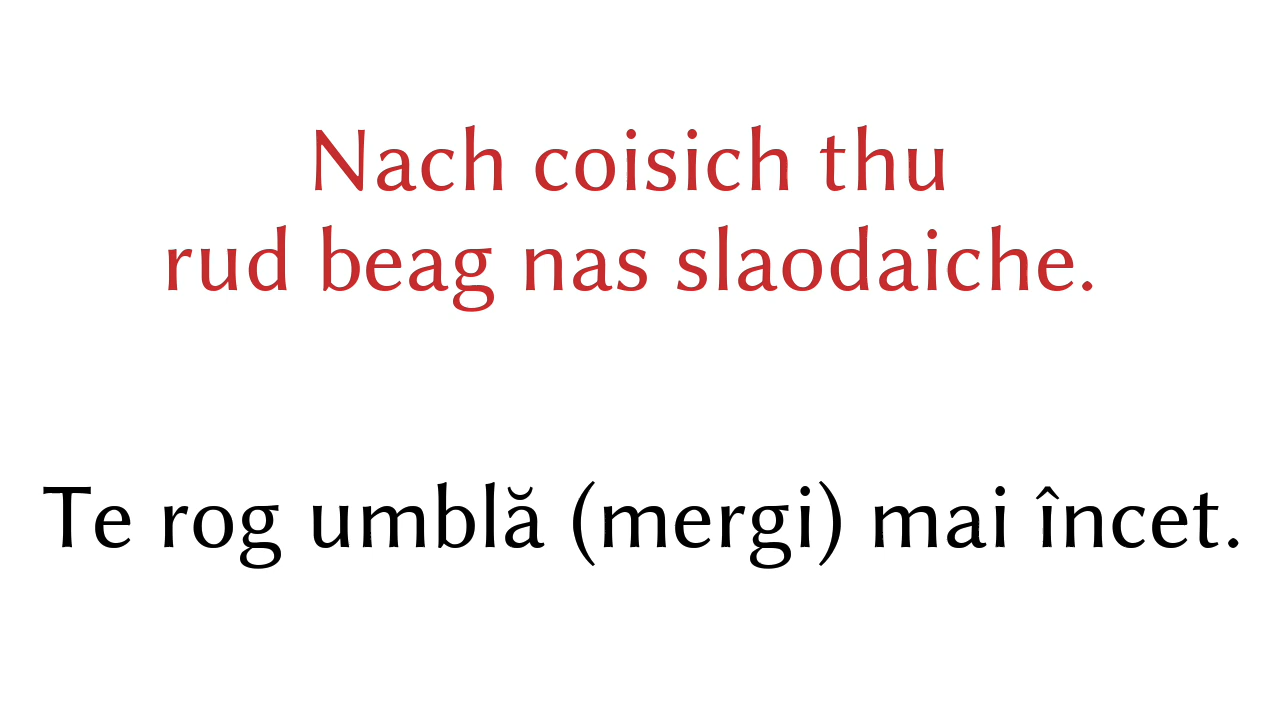 Nach coisich thu
rud beag nas slaodaiche.
Te rog umblă (mergi) mai încet.